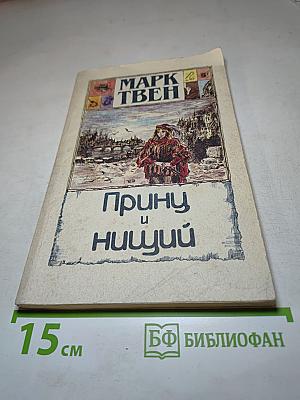 МАРК
ТВЕН
Принц
и
нищий
15 см
БФ БИБЛИОФАН